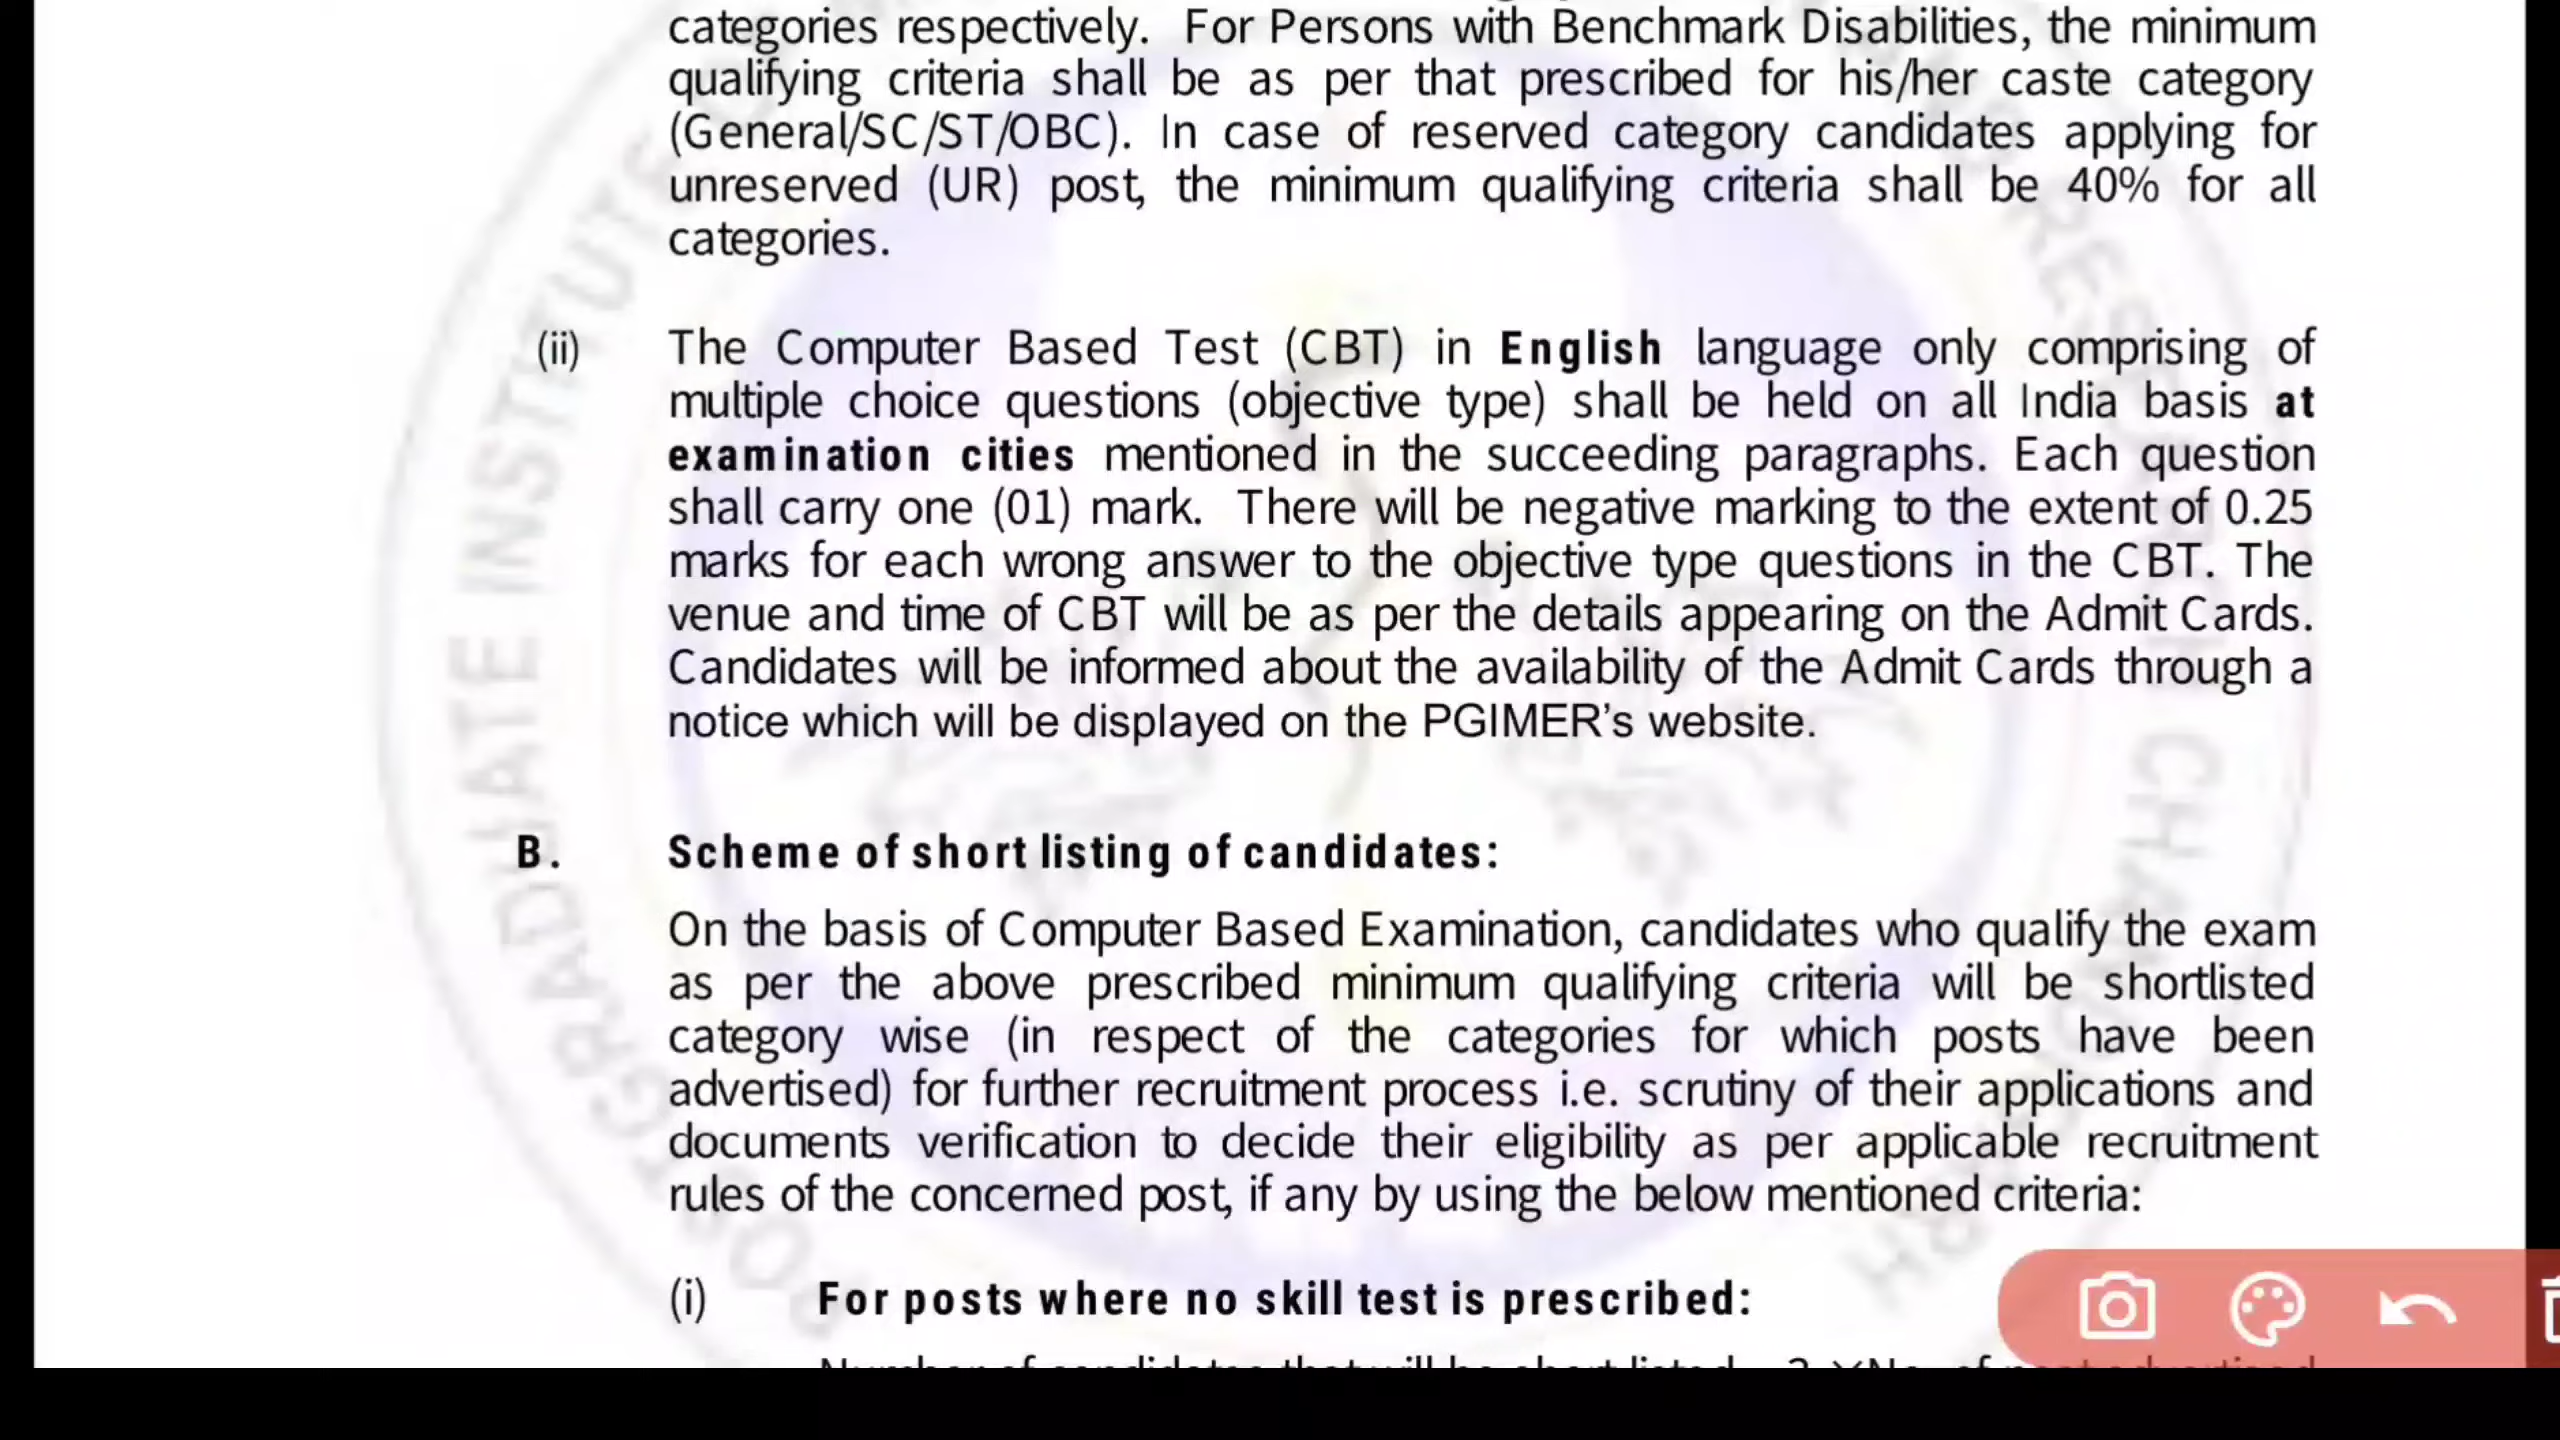 categories respectively. For Persons with Benchmark Disabilities, the minimum
qualifying criteria shall be as per that prescribed for his/her caste category
(General/SC/ST/OBC). In case of reserved category candidates applying for
unreserved (UR) post, the minimum qualifying criteria shall be 40% for all
categories.
(ii) The Computer Based Test (CBT) in English language only comprising of
multiple choice questions (objective type) shall be held on all India basis at
examination cities mentioned in the succeeding paragraphs. Each question
shall carry one (01) mark. There will be negative marking to the extent of 0.25
marks for each wrong answer to the objective type questions in the CBT. The
venue and time of CBT will be as per the details appearing on the Admit Cards.
Candidates will be informed about the availability of the Admit Cards through a
notice which will be displayed on the PGIMER's website.
B. Scheme of short listing of candidates:
On the basis of Computer Based Examination, candidates who qualify the exam
as per the above prescribed minimum qualifying criteria will be shortlisted
category wise (in respect of the categories for which posts have been
advertised) for further recruitment process i.e. scrutiny of their applications and
documents verification to decide their eligibility as per applicable recruitment
rules of the concerned post, if any by using the below mentioned criteria:
(i) For posts where no skill test is prescribed:
POSTGRADUATE INSTITUTE OF
CHANDIGARH